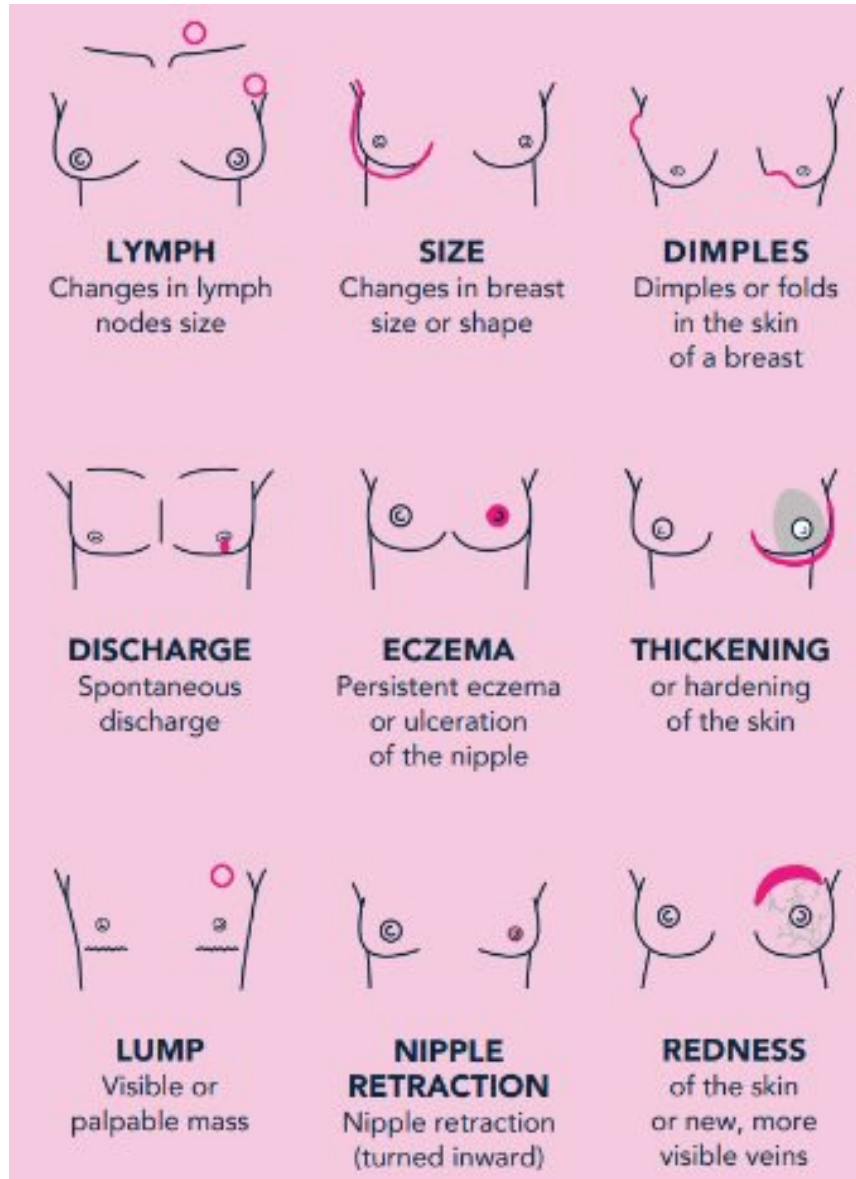 LYMPH
Changes in lymph
nodes size
SIZE
Changes in breast
size or shape
DIMPLES
Dimples or folds
in the skin
of a breast
DISCHARGE
Spontaneous
discharge
ECZEMA
Persistent eczema
or ulceration
of the nipple
THICKENING
or hardening
of the skin
LUMP
Visible or
palpable mass
NIPPLE
RETRACTION
Nipple retraction
(turned inward)
REDNESS
of the skin
or new, more
visible veins